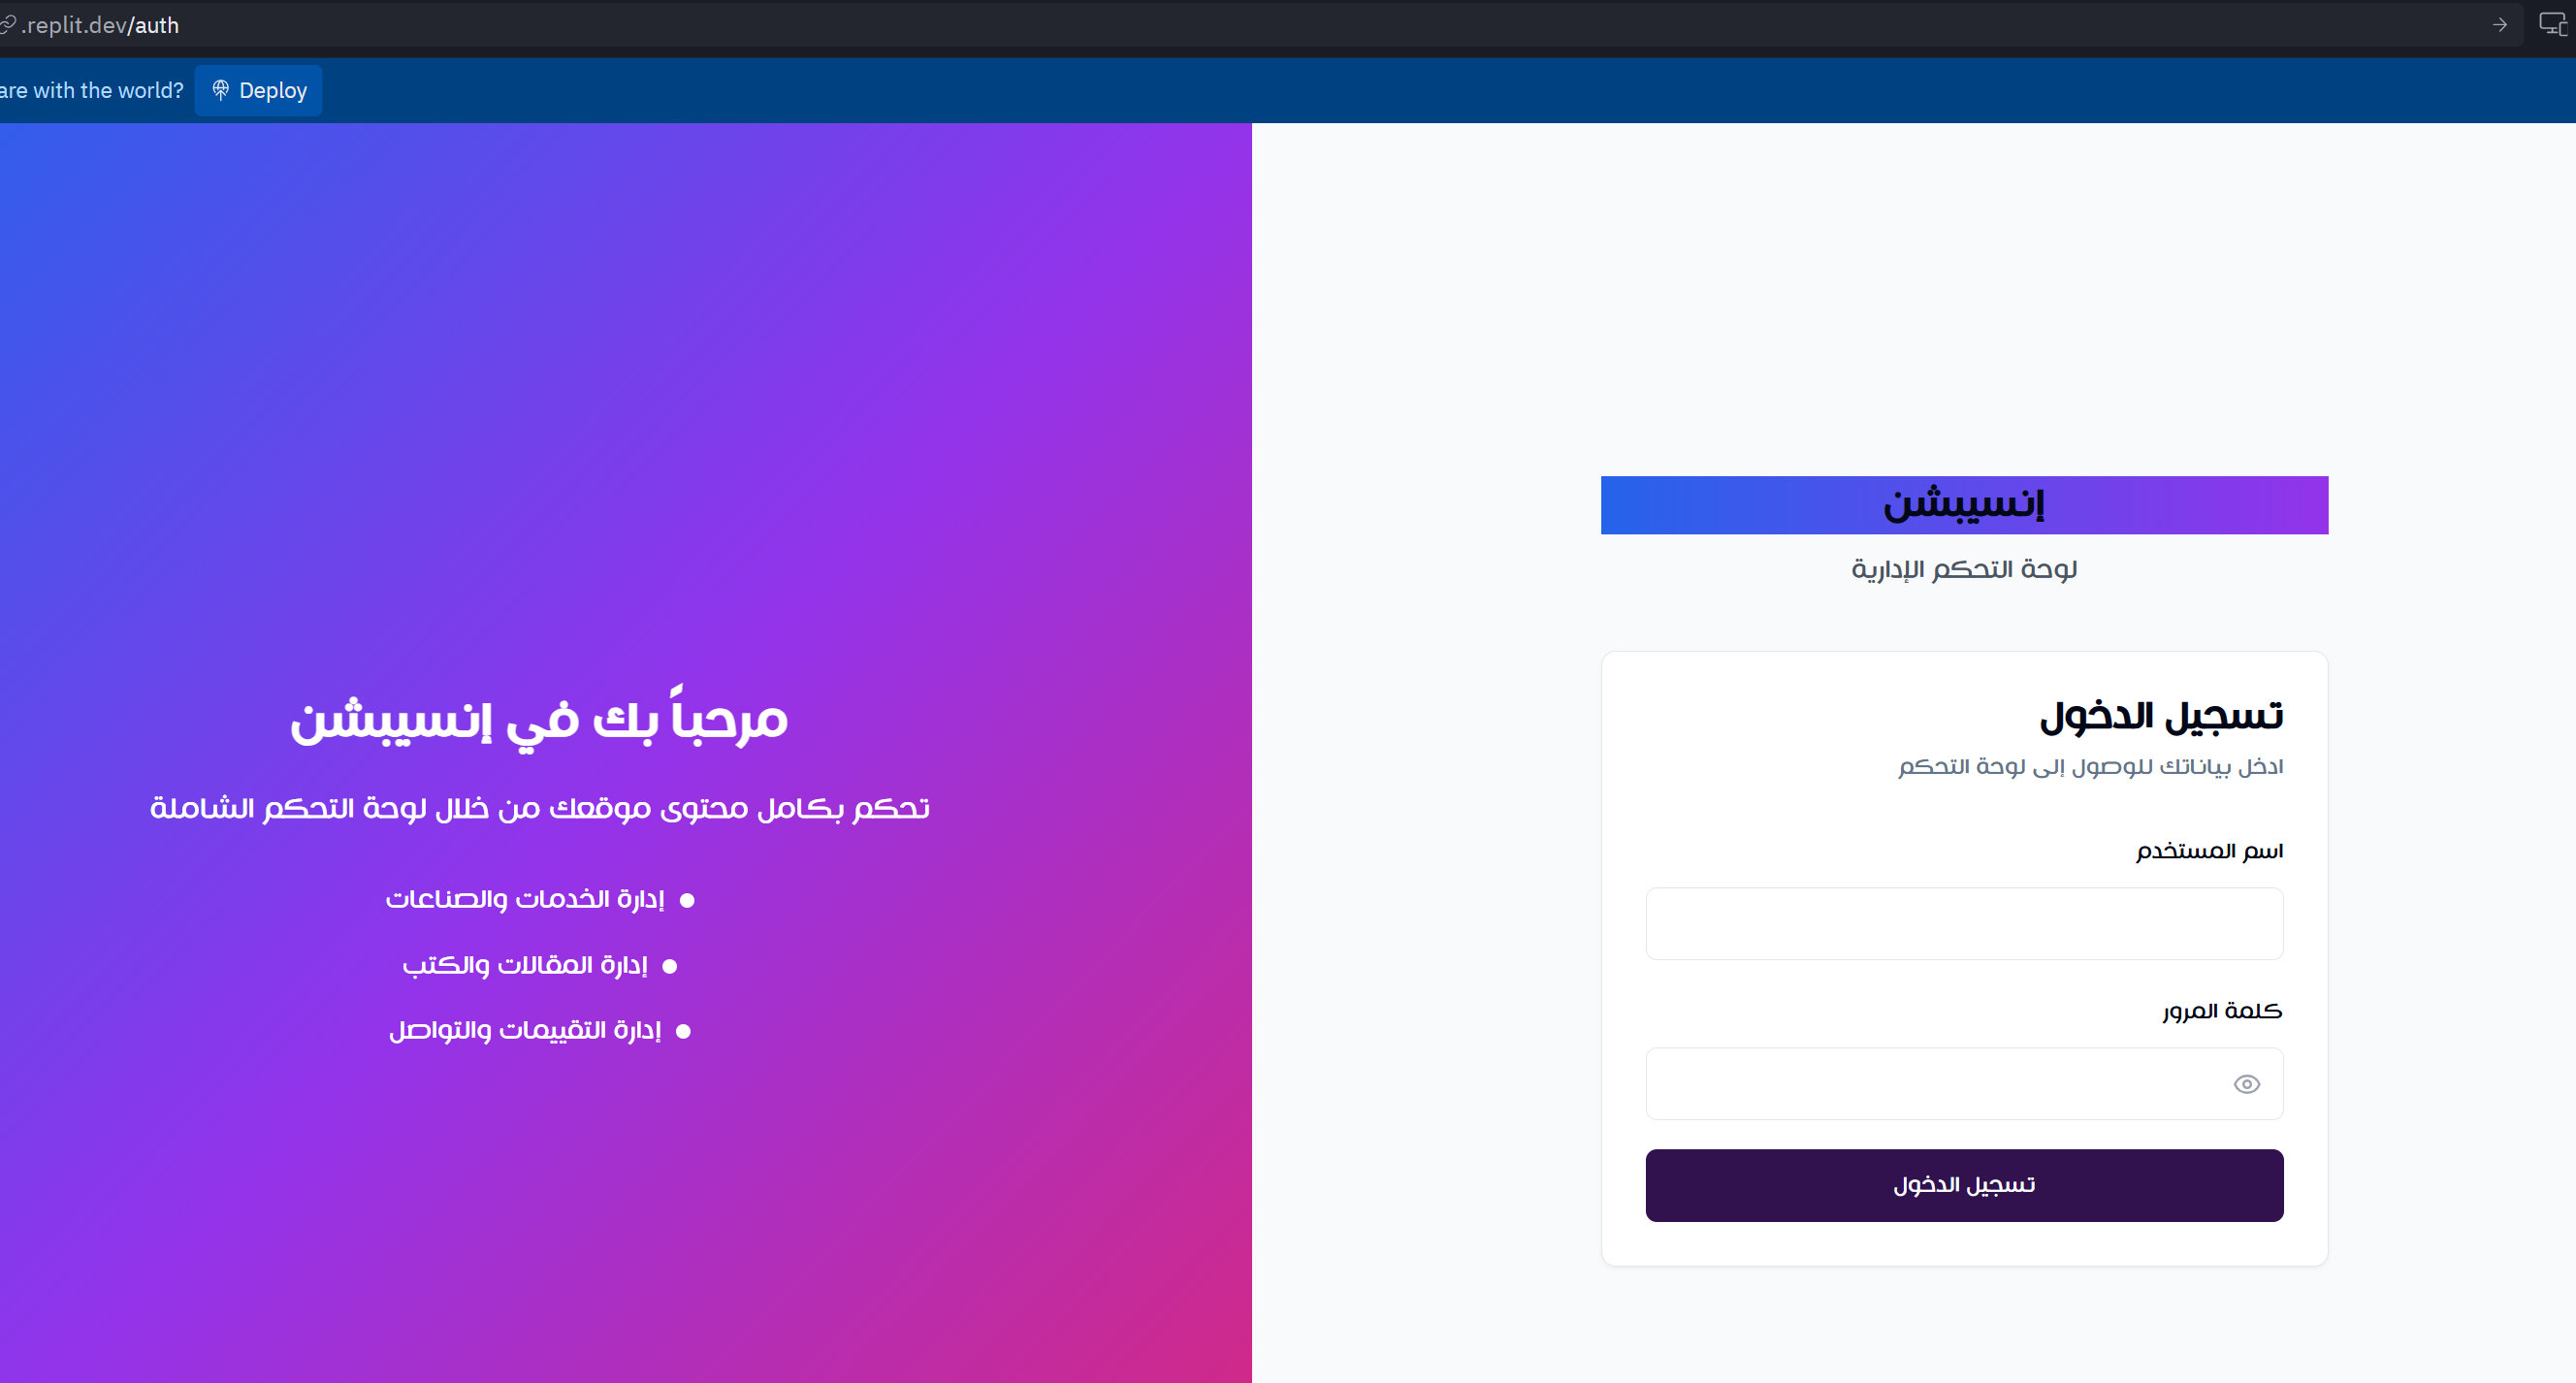 .replit.dev/auth
are with the world? Deploy
إنسيبشن
لوحة التحكم الإدارية
تسجيل الدخول
ادخل بياناتك للوصول إلى لوحة التحكم
اسم المستخدم
كلمة المرور
تسجيل الدخول
مرحباً بك في إنسيبشن
تحكم بكامل محتوى موقعك من خلال لوحة التحكم الشاملة
إدارة الخدمات والصناعات
إدارة المقالات والكتب
إدارة التقييمات والتواصل